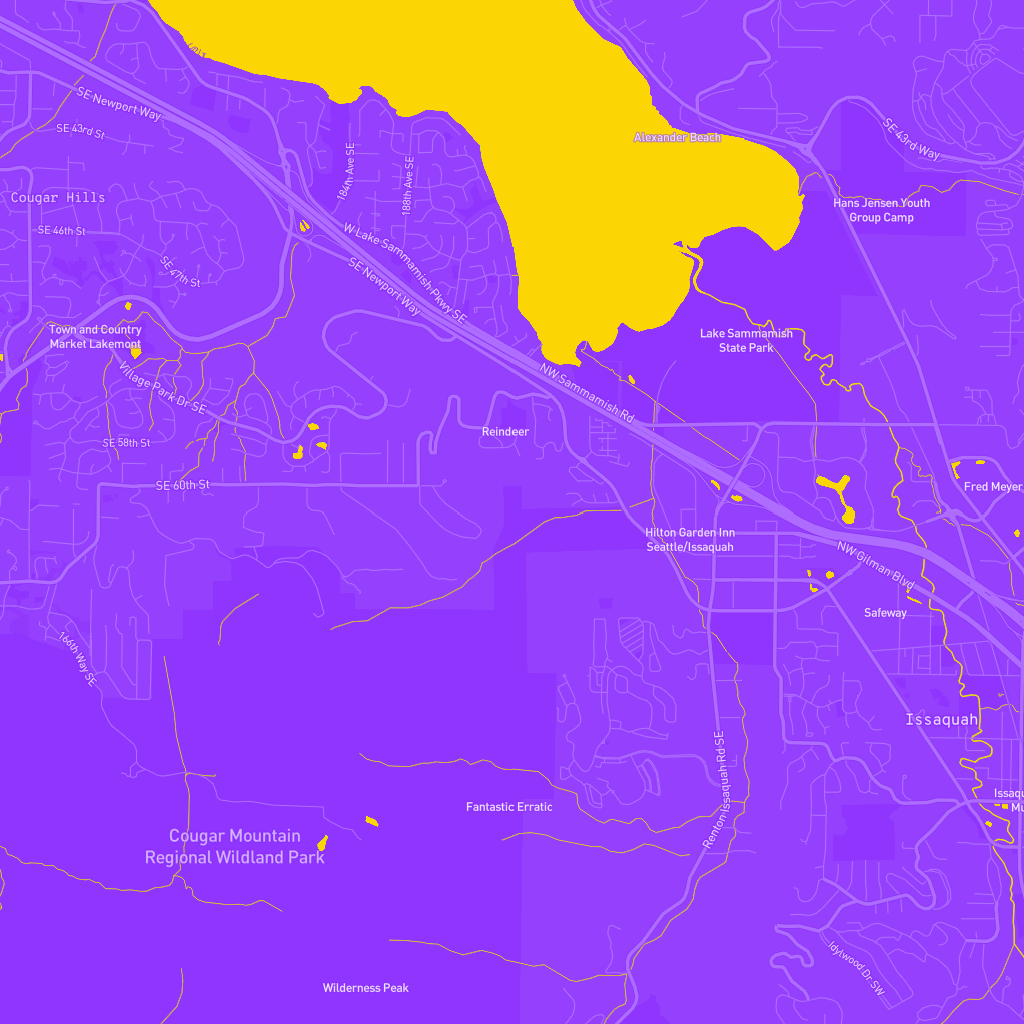 SE Newport Way
SE 43rd St
Alexander Beach
SE 43rd Way
184th Ave SE
188th Ave SE
Cougar Hills
Hans Jensen Youth
Group Camp
SE 46th St
SE 47th St
W Lake Sammamish Pkwy SE
SE Newport Way
Town and Country
Market Lakemont
Lake Sammamish
State Park
Village Park Dr SE
NW Sammamish Rd
Reindeer
SE 58th St
SE 60th St
Fred Meyer
Hilton Garden Inn
Seattle/Issaquah
NW Gilman Blvd
Safeway
166th Way SE
Issaquah
Renton-Issaquah Rd SE
Fantastic Erratic
Issaqu
Mu
Cougar Mountain
Regional Wildland Park
Idylwood Dr SW
Wilderness Peak